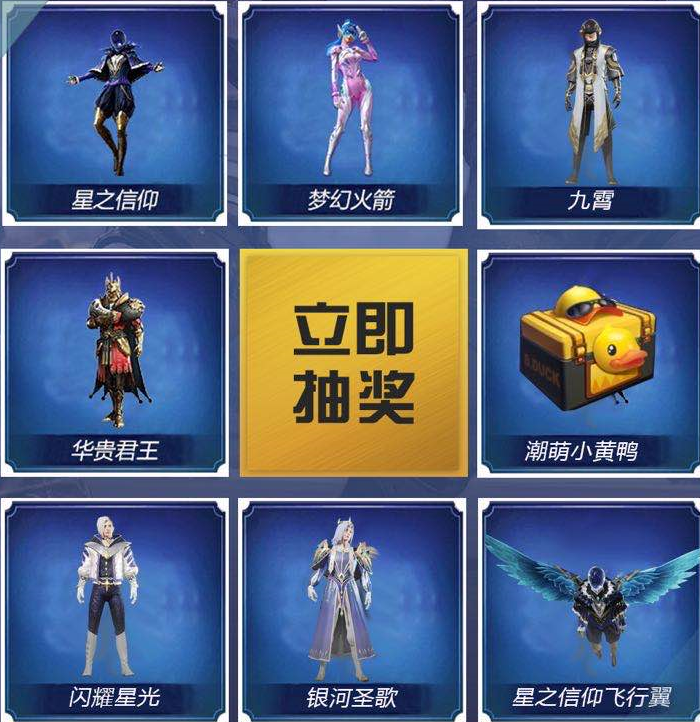 星之信仰
梦幻火箭
九霄
华贵君王
立即
抽奖
B.DUCK
潮萌小黄鸭
闪耀星光
银河圣歌
星之信仰飞行翼